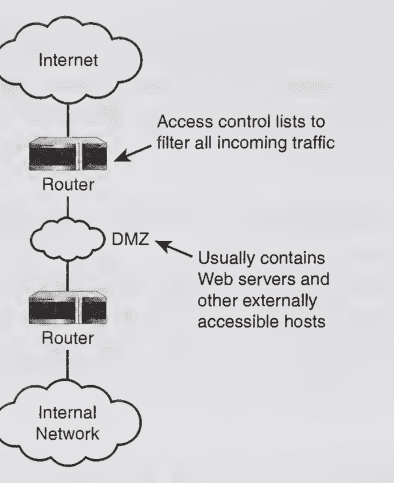 Internet
Access control lists to
filter all incoming traffic
Router
DMZ
Usually contains
Web servers and
other externally
accessible hosts
Router
Internal
Network